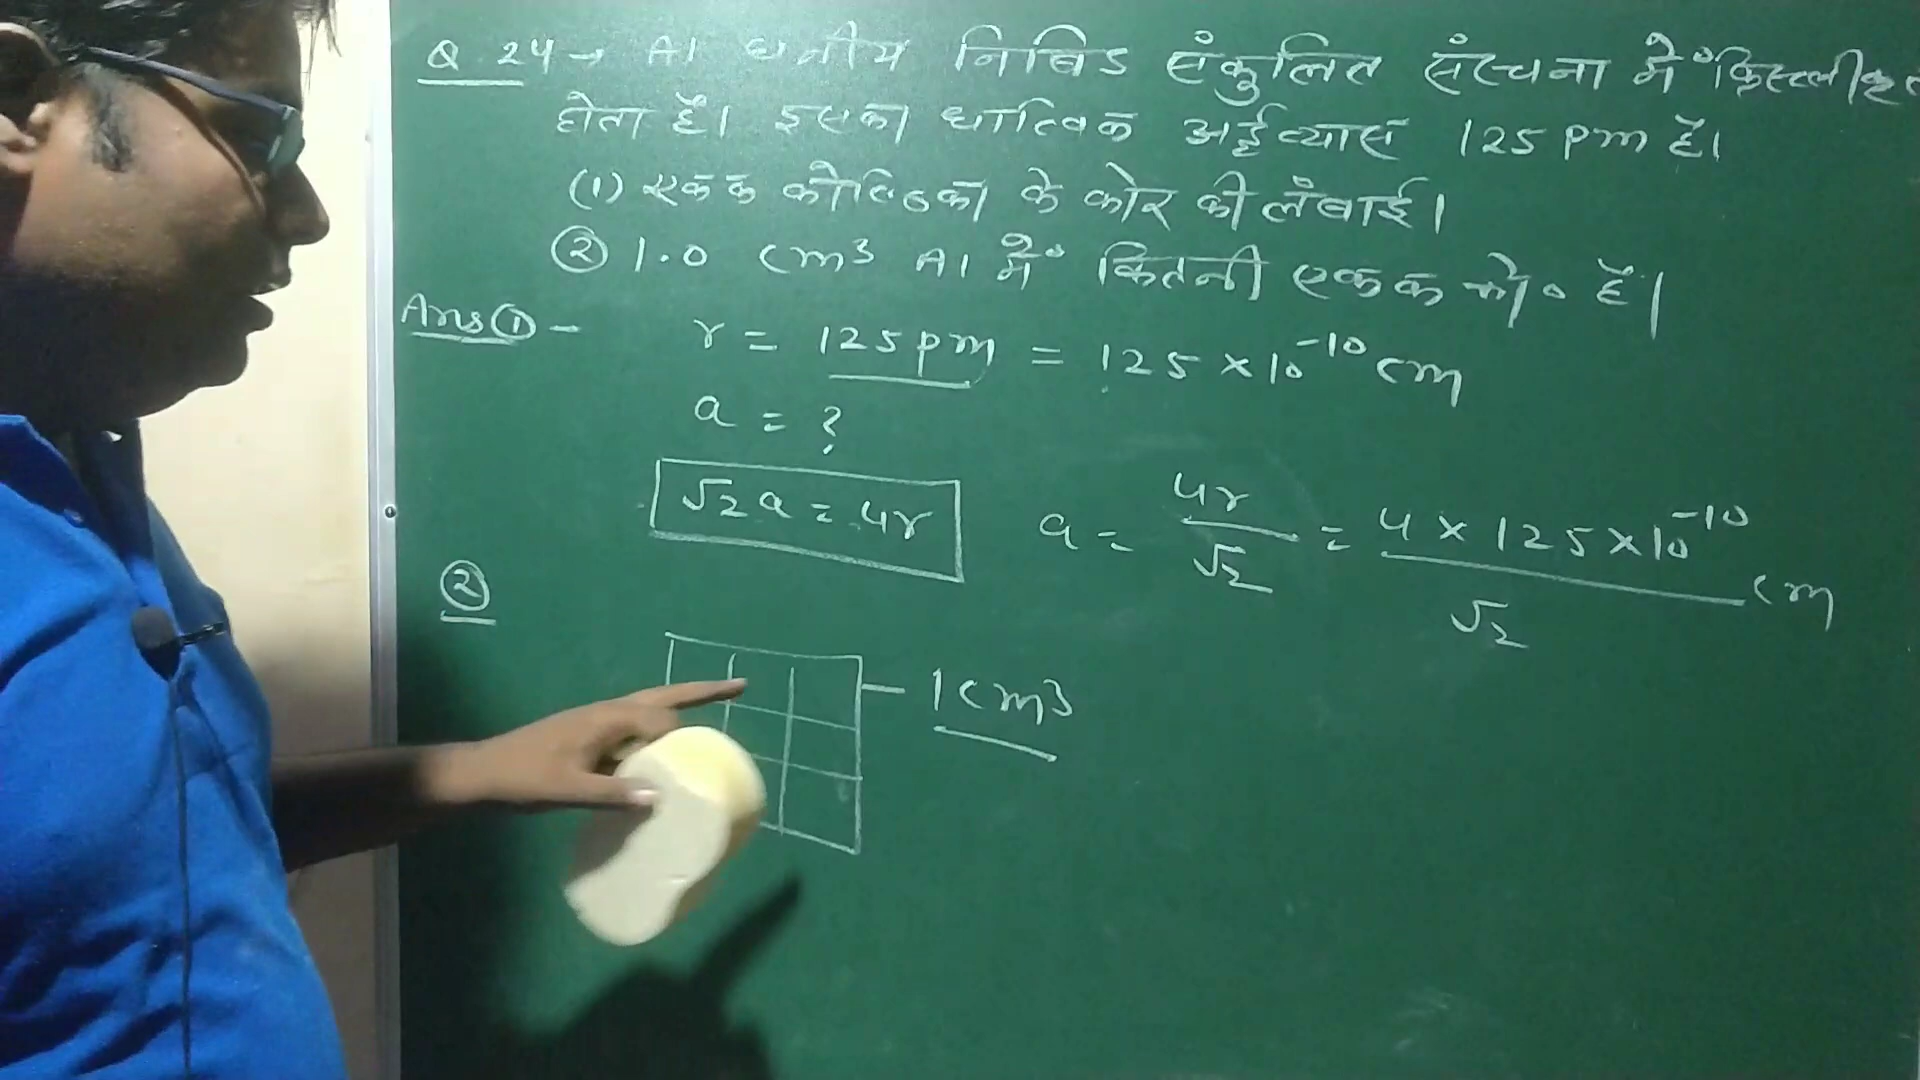 Q 24 → Al घनीय निबिड संकुलित संरचना में क्रिस्टलीकृत
होता है। इसका धात्विक अर्द्धव्यास 125 pm है।
(1) एकक कोष्ठिका के कोर की लंबाई।
② 1.0 cm³ Al में कितनी एकक को० हैं।
Ans ① - r = 125 pm = 125 × 10⁻¹⁰ cm
a = ?
√2 a = 4r a = 4r/√2 = 4 × 125 × 10⁻¹⁰/√2 cm
②
1 cm³